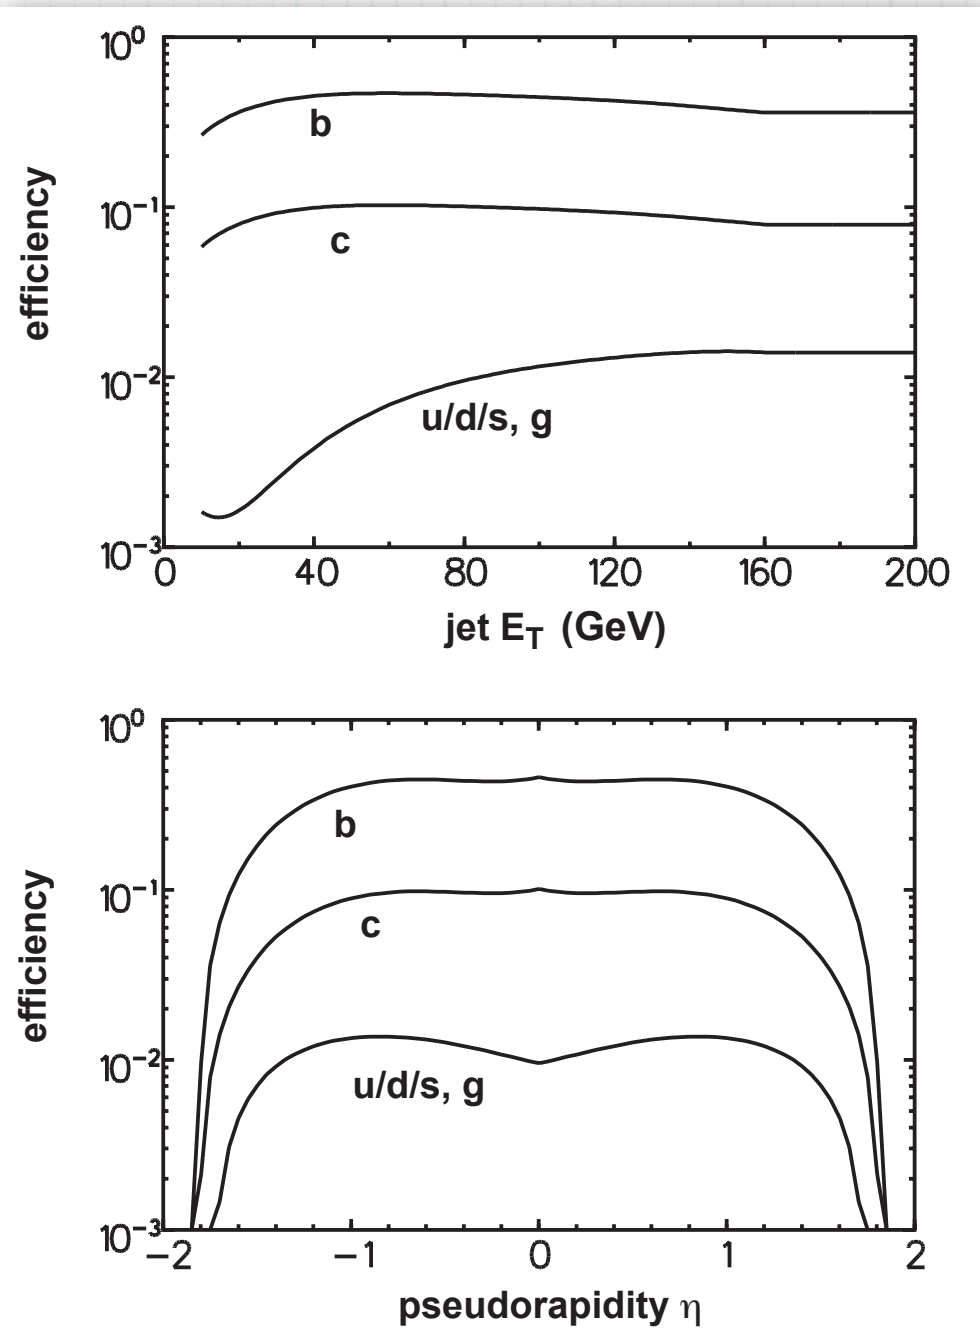 10⁰
10⁻¹
10⁻²
10⁻³
efficiency
b
c
u/d/s, g
0 40 80 120 160 200
jet E_T (GeV)
10⁰
10⁻¹
10⁻²
10⁻³
efficiency
b
c
u/d/s, g
−2 −1 0 1 2
pseudorapidity η